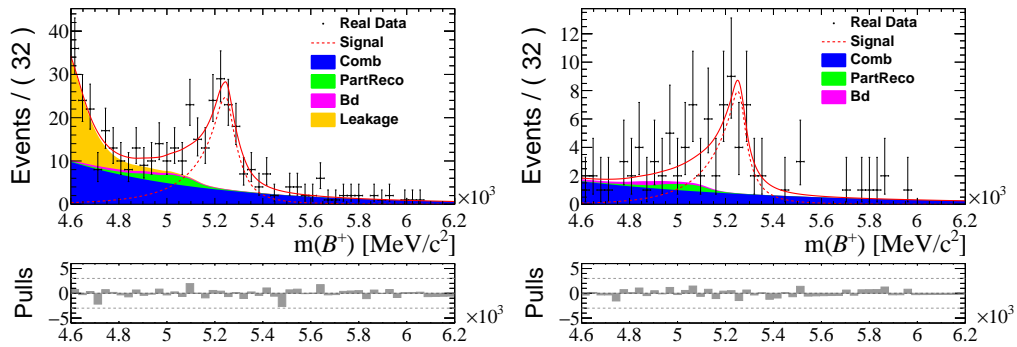 Events / ( 32 )
40
30
20
10
0
Real Data
Signal
Comb
PartReco
Bd
Leakage
4.6 4.8 5 5.2 5.4 5.6 5.8 6 6.2
×10³
m(B⁺) [MeV/c²]
Pulls
5
0
−5
4.6 4.8 5 5.2 5.4 5.6 5.8 6 6.2
×10³
Events / ( 32 )
12
10
8
6
4
2
0
Real Data
Signal
Comb
PartReco
Bd
4.6 4.8 5 5.2 5.4 5.6 5.8 6 6.2
×10³
m(B⁺) [MeV/c²]
Pulls
5
0
−5
4.6 4.8 5 5.2 5.4 5.6 5.8 6 6.2
×10³